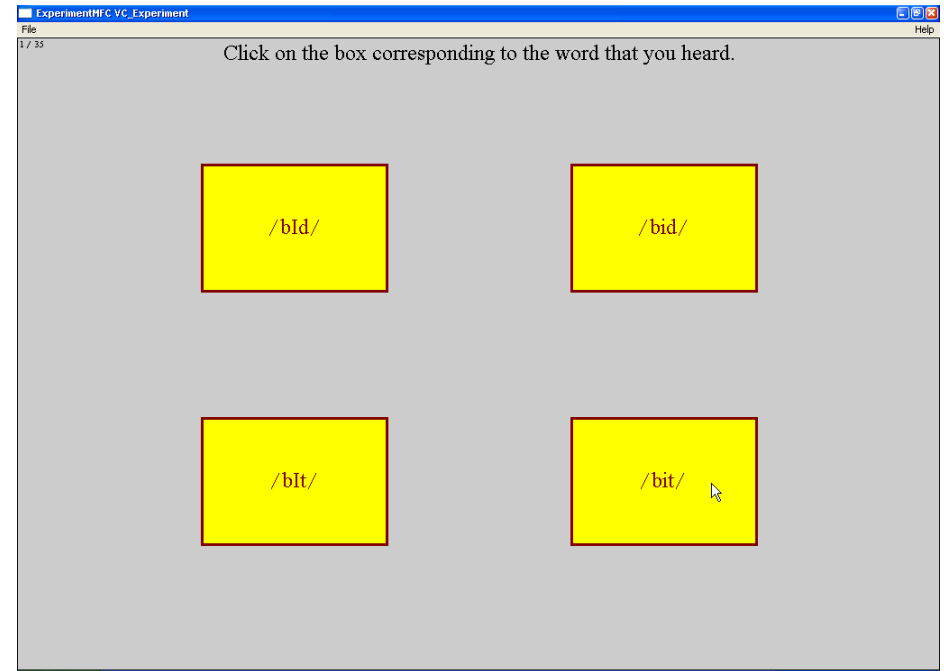 ExperimentMFC VC_Experiment
File Help
1 / 35
Click on the box corresponding to the word that you heard.
/bId/ /bid/
/bIt/ /bit/